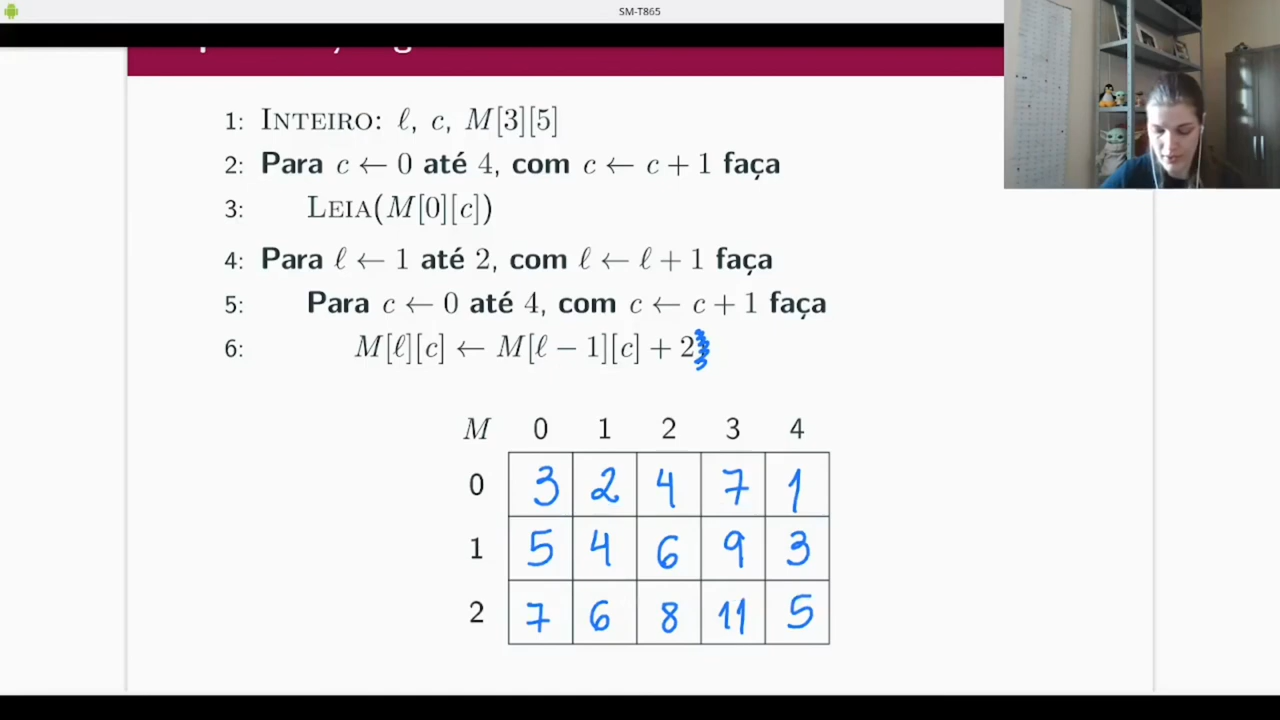 SM-T865
1: INTEIRO: ℓ, c, M[3][5]
2: Para c ← 0 até 4, com c ← c + 1 faça
3: LEIA(M[0][c])
4: Para ℓ ← 1 até 2, com ℓ ← ℓ + 1 faça
5: Para c ← 0 até 4, com c ← c + 1 faça
6: M[ℓ][c] ← M[ℓ − 1][c] + 2
M 0 1 2 3 4
0 3 2 4 7 1
1 5 4 6 9 3
2 7 6 8 11 5